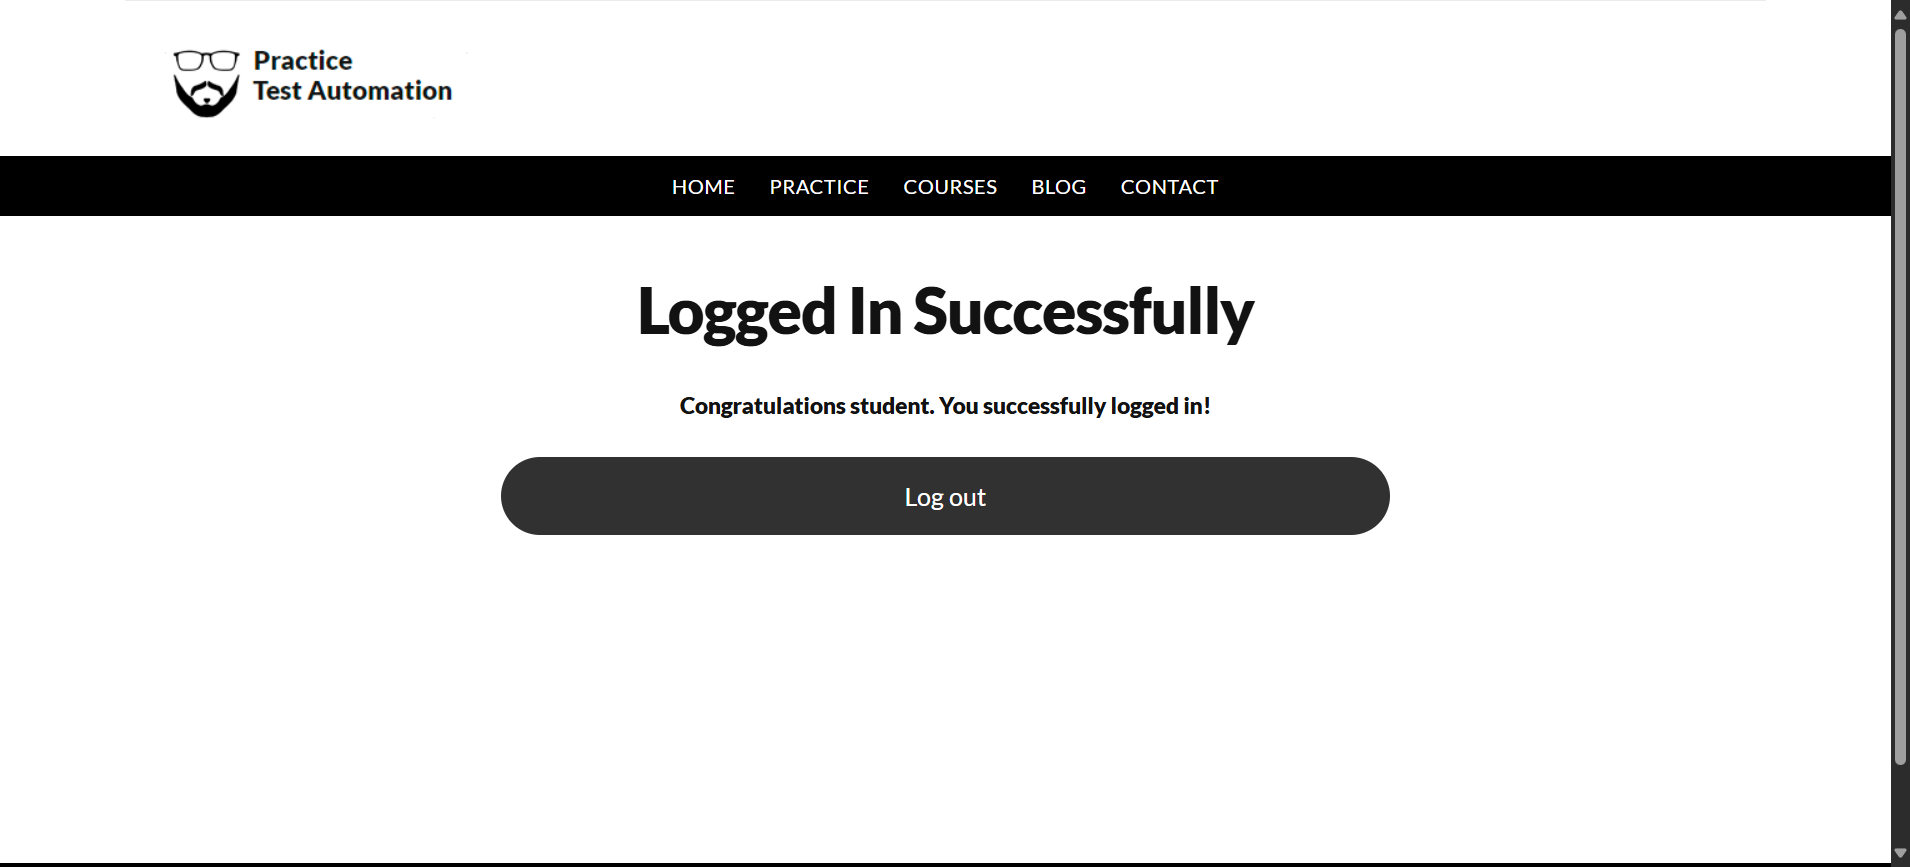 Practice
Test Automation
HOME PRACTICE COURSES BLOG CONTACT
Logged In Successfully
Congratulations student. You successfully logged in!
Log out